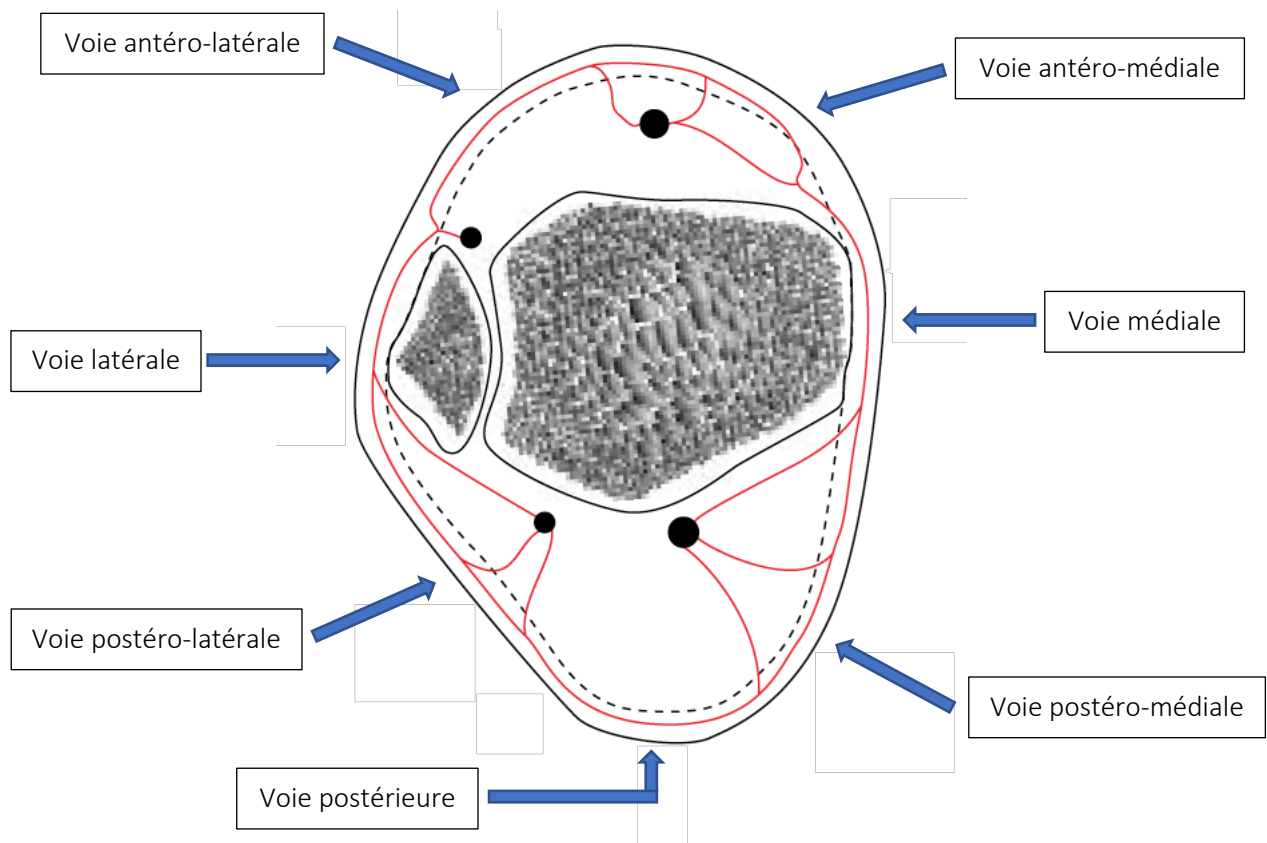 Voie antéro-latérale
Voie antéro-médiale
Voie médiale
Voie latérale
Voie postéro-latérale
Voie postéro-médiale
Voie postérieure